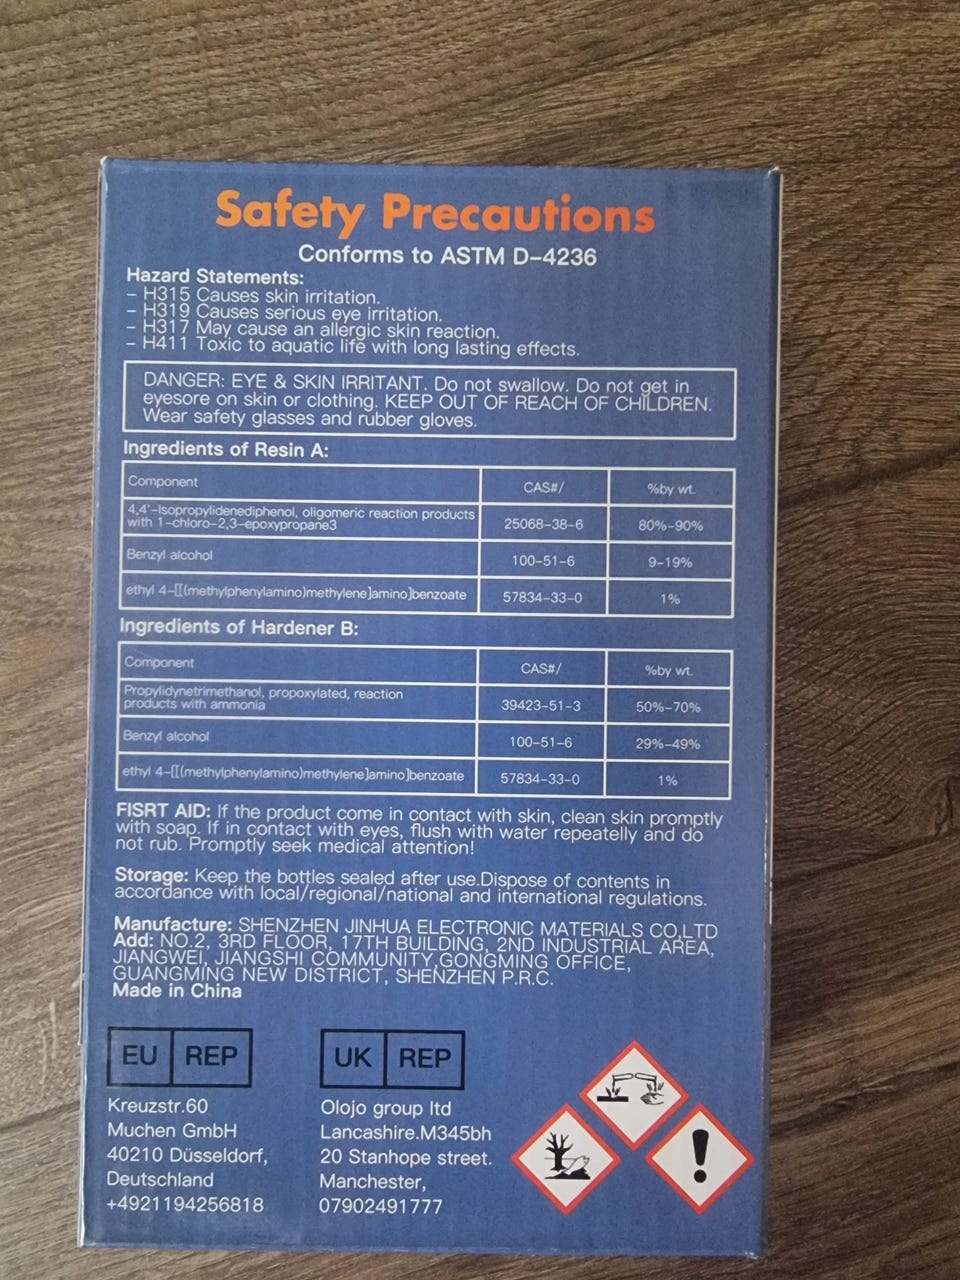 Safety Precautions
Conforms to ASTM D-4236
Hazard Statements:
- H315 Causes skin irritation.
- H319 Causes serious eye irritation.
- H317 May cause an allergic skin reaction.
- H411 Toxic to aquatic life with long lasting effects.
DANGER: EYE & SKIN IRRITANT. Do not swallow. Do not get in
eyesore on skin or clothing. KEEP OUT OF REACH OF CHILDREN.
Wear safety glasses and rubber gloves.
Ingredients of Resin A:
Component CAS#/ %by wt.
4,4'-Isopropylidenediphenol, oligomeric reaction products
with 1-chloro-2,3-epoxypropane3 25068-38-6 80%-90%
Benzyl alcohol 100-51-6 9-19%
ethyl 4-[[(methylphenylamino)methylene]amino]benzoate 57834-33-0 1%
Ingredients of Hardener B:
Component CAS#/ %by wt.
Propylidynetrimethanol, propoxylated, reaction
products with ammonia 39423-51-3 50%-70%
Benzyl alcohol 100-51-6 29%-49%
ethyl 4-[[(methylphenylamino)methylene]amino]benzoate 57834-33-0 1%
FISRT AID: If the product come in contact with skin, clean skin promptly
with soap. If in contact with eyes, flush with water repeatelly and do
not rub. Promptly seek medical attention!
Storage: Keep the bottles sealed after use.Dispose of contents in
accordance with local/regional/national and international regulations.
Manufacture: SHENZHEN JINHUA ELECTRONIC MATERIALS CO,LTD
Add: NO.2, 3RD FLOOR, 17TH BUILDING, 2ND INDUSTRIAL AREA,
JIANGWEI, JIANGSHI COMMUNITY,GONGMING OFFICE,
GUANGMING NEW DISTRICT, SHENZHEN P.R.C.
Made in China
EU REP
Kreuzstr.60
Muchen GmbH
40210 Düsseldorf,
Deutschland
+4921194256818
UK REP
Olojo group ltd
Lancashire.M345bh
20 Stanhope street.
Manchester,
07902491777